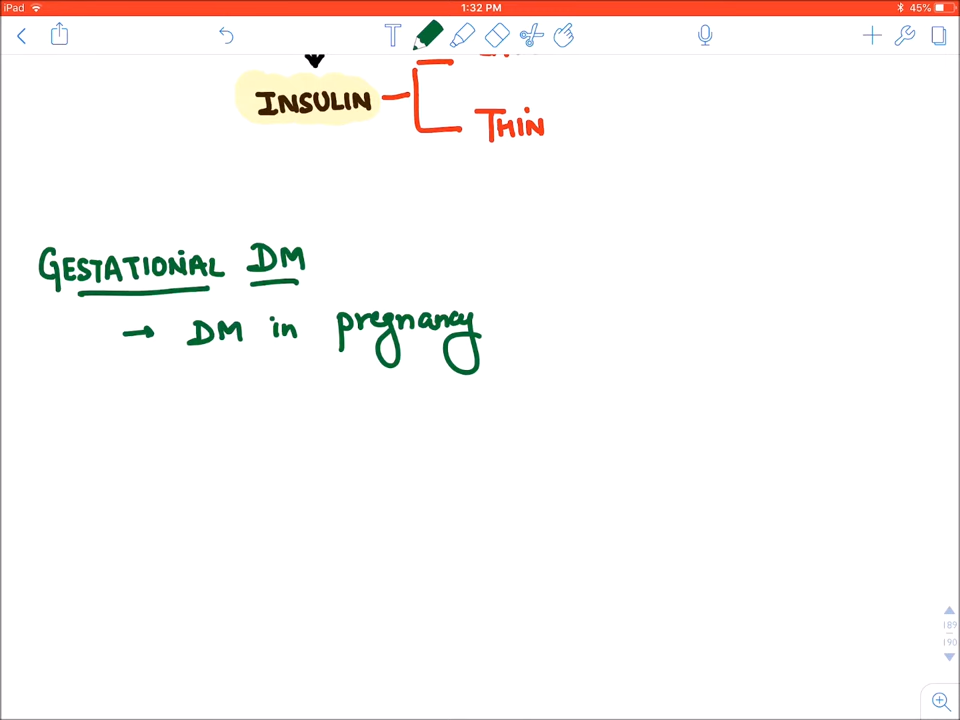 iPad 1:32 PM 45%
T
INSULIN
THIN
GESTATIONAL DM
→ DM in pregnancy
189
190